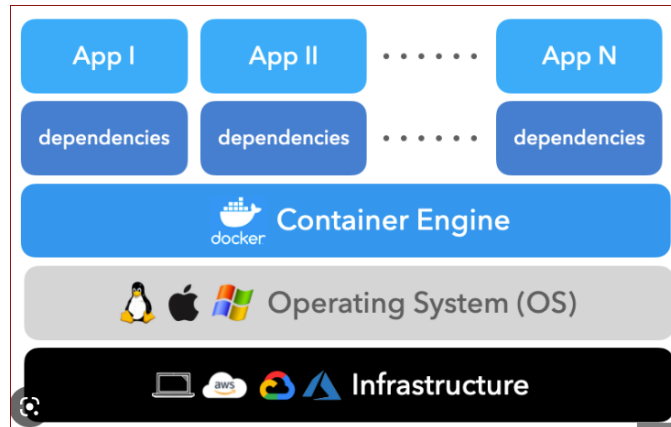 App I App II ...... App N
dependencies dependencies ...... dependencies
docker Container Engine
Operating System (OS)
aws Infrastructure